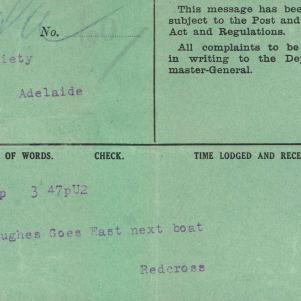 This message has been
subject to the Post and
Act and Regulations.
All complaints to be
in writing to the De
master-General.
No.
iety
Adelaide
OF WORDS. CHECK. TIME LODGED AND RECE
p 3 47pU2
ughes Goes East next boat
Redcross